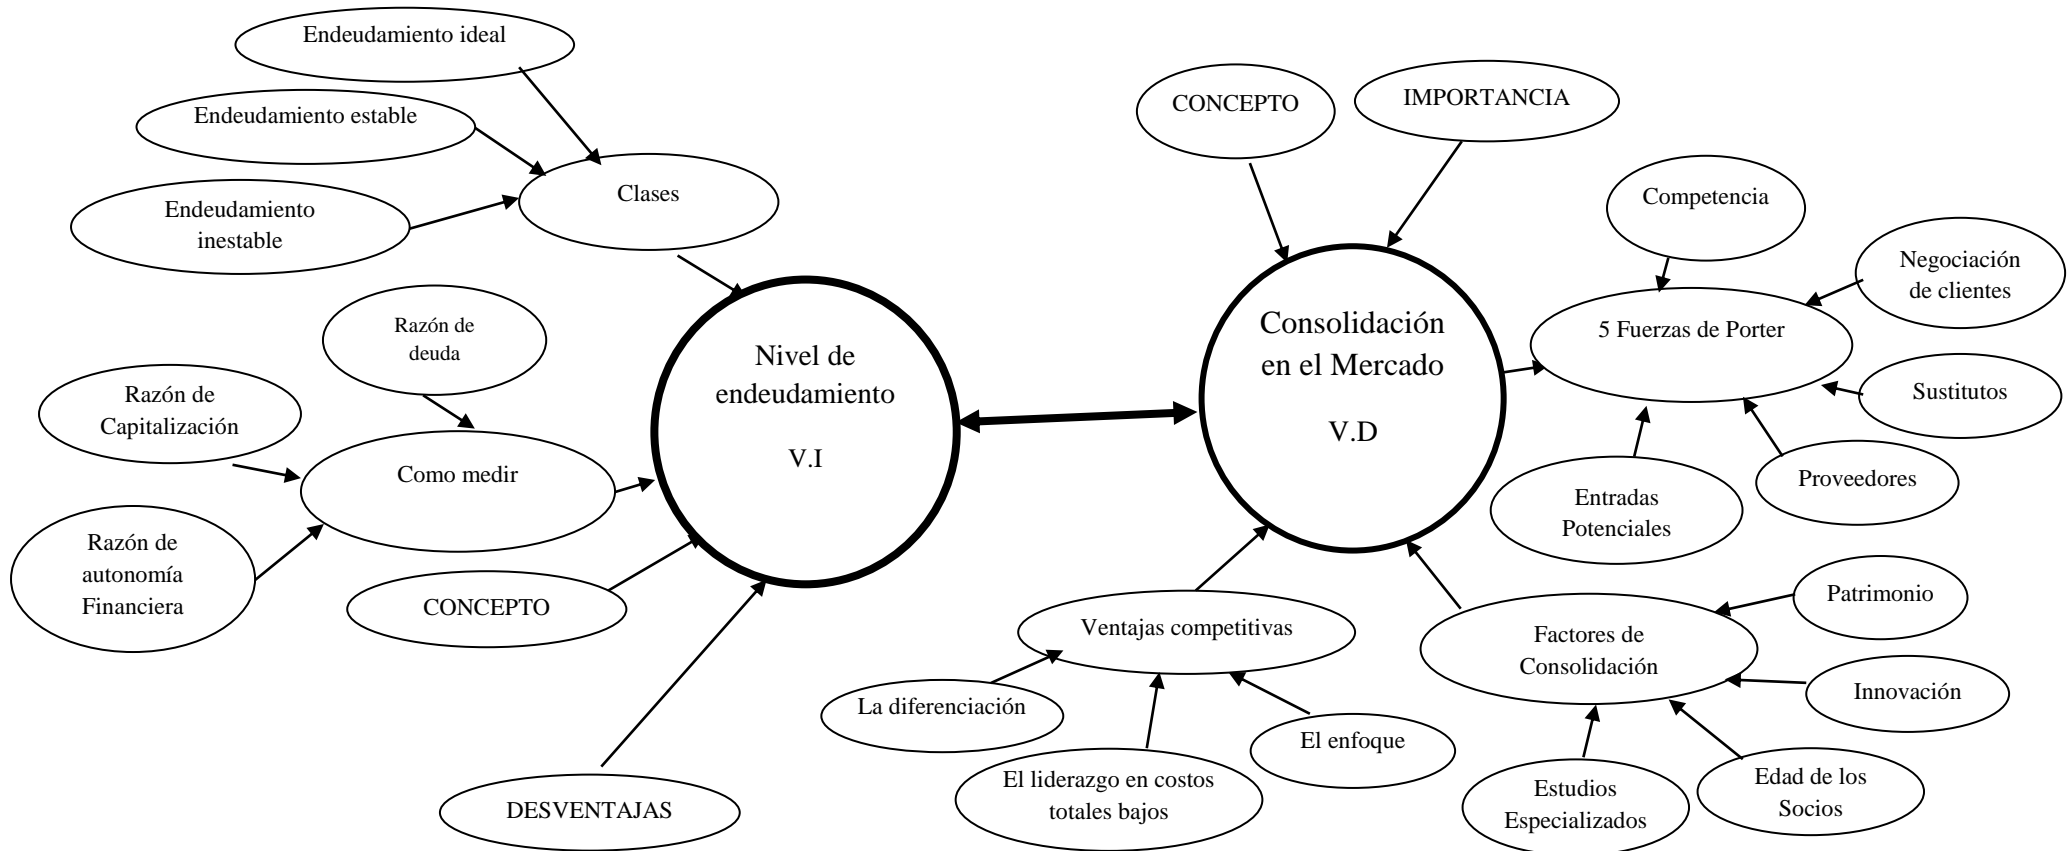 Endeudamiento ideal
Endeudamiento estable
Endeudamiento
inestable
Clases
Razón de
deuda
Razón de
Capitalización
Como medir
Razón de
autonomía
Financiera
CONCEPTO
DESVENTAJAS
Nivel de
endeudamiento
V.I
CONCEPTO
IMPORTANCIA
Consolidación
en el Mercado
V.D
Competencia
Negociación
de clientes
5 Fuerzas de Porter
Sustitutos
Proveedores
Entradas
Potenciales
Ventajas competitivas
La diferenciación
El liderazgo en costos
totales bajos
El enfoque
Factores de
Consolidación
Patrimonio
Innovación
Edad de los
Socios
Estudios
Especializados